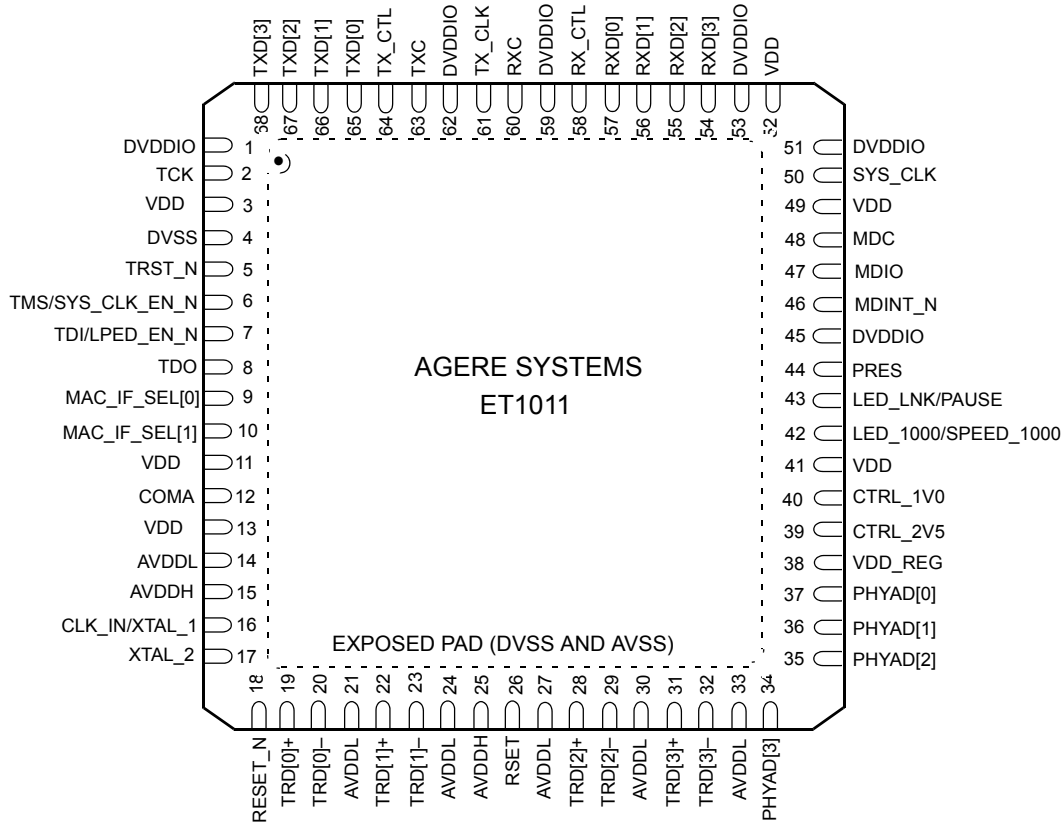 TXD[3]
TXD[2]
TXD[1]
TXD[0]
TX_CTL
TXC
DVDDIO
TX_CLK
RXC
DVDDIO
RX_CTL
RXD[0]
RXD[1]
RXD[2]
RXD[3]
DVDDIO
VDD
68
67
66
65
64
63
62
61
60
59
58
57
56
55
54
53
52
DVDDIO 1
TCK 2
VDD 3
DVSS 4
TRST_N 5
TMS/SYS_CLK_EN_N 6
TDI/LPED_EN_N 7
TDO 8
MAC_IF_SEL[0] 9
MAC_IF_SEL[1] 10
VDD 11
COMA 12
VDD 13
AVDDL 14
AVDDH 15
CLK_IN/XTAL_1 16
XTAL_2 17
AGERE SYSTEMS
ET1011
EXPOSED PAD (DVSS AND AVSS)
51 DVDDIO
50 SYS_CLK
49 VDD
48 MDC
47 MDIO
46 MDINT_N
45 DVDDIO
44 PRES
43 LED_LNK/PAUSE
42 LED_1000/SPEED_1000
41 VDD
40 CTRL_1V0
39 CTRL_2V5
38 VDD_REG
37 PHYAD[0]
36 PHYAD[1]
35 PHYAD[2]
18
19
20
21
22
23
24
25
26
27
28
29
30
31
32
33
34
RESET_N
TRD[0]+
TRD[0]–
AVDDL
TRD[1]+
TRD[1]–
AVDDL
AVDDH
RSET
AVDDL
TRD[2]+
TRD[2]–
AVDDL
TRD[3]+
TRD[3]–
AVDDL
PHYAD[3]